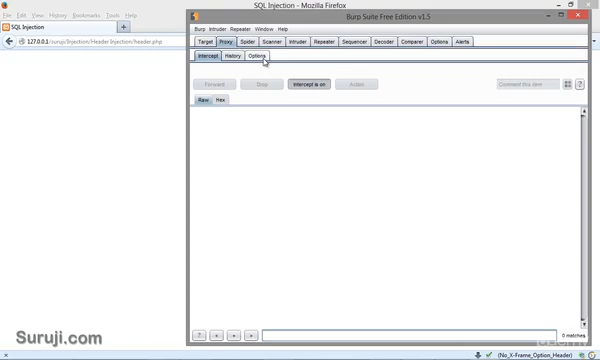 SQL Injection - Mozilla Firefox
File Edit View History Bookmarks Tools Help
SQL Injection
127.0.0.1/suruji/Injection/Header Injection/header.php
Burp Suite Free Edition v1.5
Burp Intruder Repeater Window Help
Target Proxy Spider Scanner Intruder Repeater Sequencer Decoder Comparer Options Alerts
Intercept History Options
Forward Drop Intercept is on Action Comment this item ?
Raw Hex
? < + > 0 matches
Suruji.com
(No_X-Frame_Option_Header)